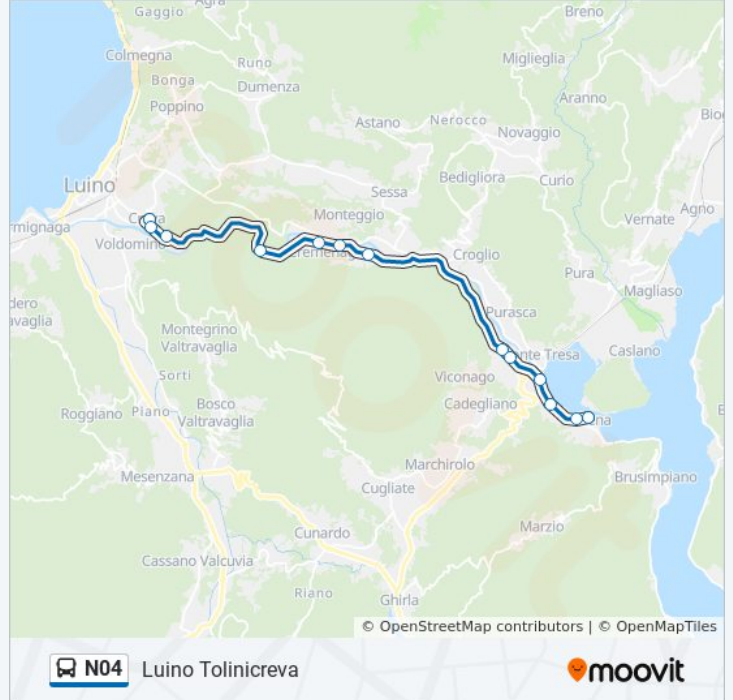 Gaggio
Agra
Breno
Colmegna
Runo
Miglieglia
Bonga
Dumenza
Poppino
Aranno
Astano
Nerocco
Novaggio
Bedigliora
Luino
Sessa
Curio
Agno
Monteggio
Vernate
Voldomino
Croglio
Pura
Magliaso
Purasca
Montegrino
Valtravaglia
Caslano
Sorti
Viconago
Bosco
Valtravaglia
Roggiano
Piano
Cadegliano
Marchirolo
Mesenzana
Cugliate
Brusimpiano
Cunardo
Marzio
Cassano Valcuvia
Riano
Ghirla
© OpenStreetMap contributors | © OpenMapTiles
N04 Luino Tolinicreva
moovit